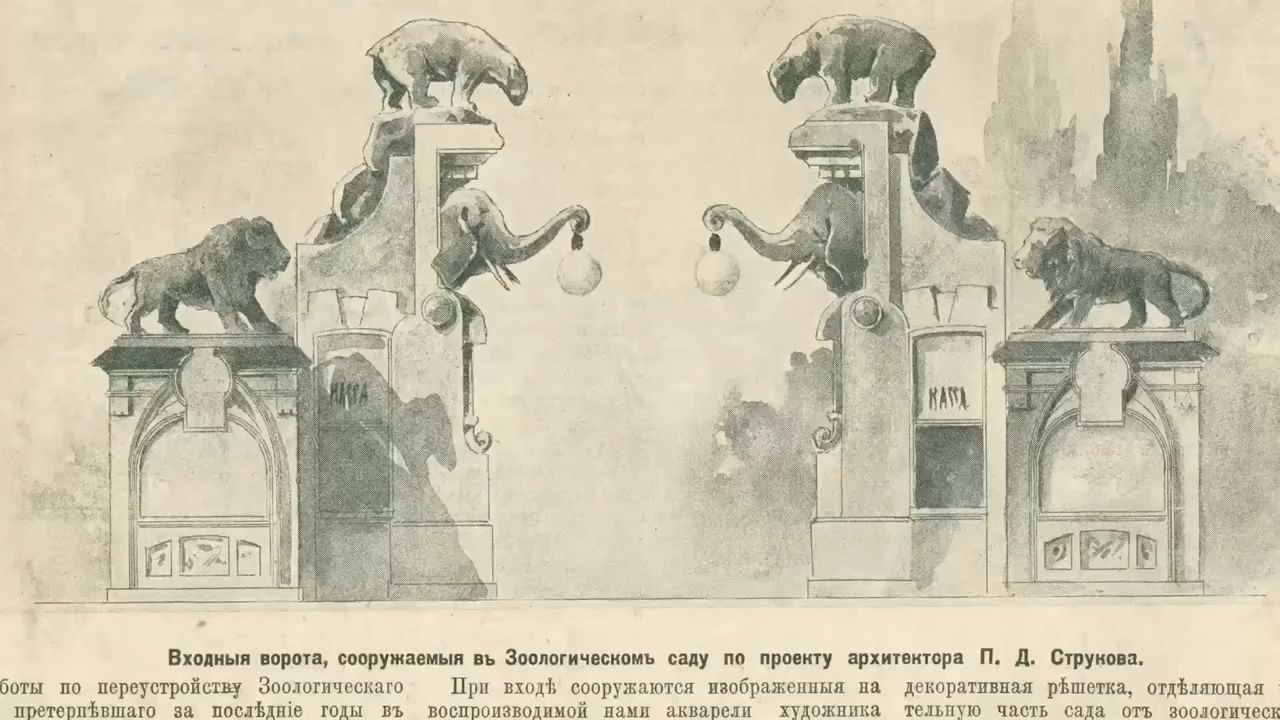 КАССА
КАССА
Входныя ворота, сооружаемыя въ Зоологическомъ саду по проекту архитектора П. Д. Струкова.
боты по переустройству Зоологическаго
претерпѣвшаго за послѣдніе годы въ
При входѣ сооружаются изображенныя на
воспроизводимой нами акварели художника
декоративная рѣшетка, отдѣляющая
тельную часть сада отъ зоологическ